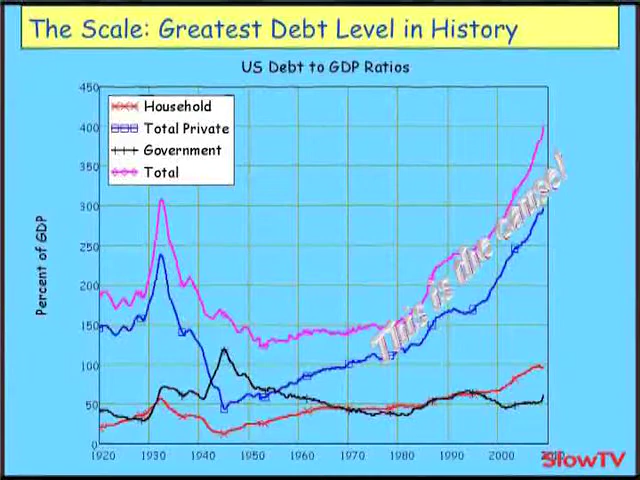 The Scale: Greatest Debt Level in History
US Debt to GDP Ratios
Household
Total Private
Government
Total
Percent of GDP
450
400
350
300
250
200
150
100
50
0
This is the cause!
1920 1930 1940 1950 1960 1970 1980 1990 2000
SlowTV